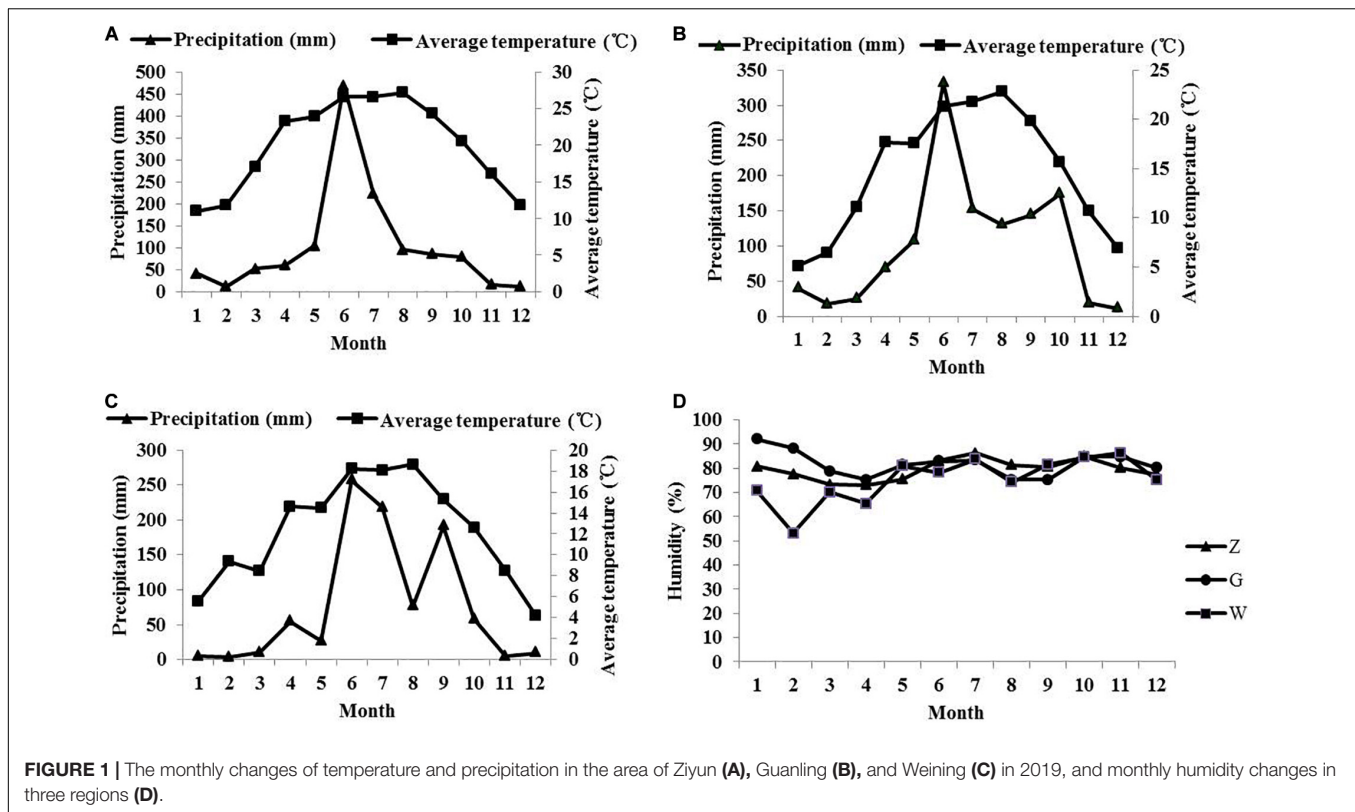 A
Precipitation (mm) Average temperature (℃)
500
450
400
350
300
250
200
150
100
50
0
Precipitation (mm
30
25
20
15
10
5
0
Average temperature (℃)
1 2 3 4 5 6 7 8 9 10 11 12
Month
B
Precipitation (mm) Average temperature (℃)
350
300
250
200
150
100
50
0
Precipitation (mm)
25
20
15
10
5
0
Average temperature (℃)
1 2 3 4 5 6 7 8 9 10 11 12
Month
C
Precipitation (mm) Average temperature (℃)
300
250
200
150
100
50
0
Precipitation (mm)
20
18
16
14
12
10
8
6
4
2
0
Average temperature (℃)
1 2 3 4 5 6 7 8 9 10 11 12
Month
D
100
90
80
70
60
50
40
30
20
10
0
Humidity (%)
1 2 3 4 5 6 7 8 9 10 11 12
Month
Z
G
W
FIGURE 1 | The monthly changes of temperature and precipitation in the area of Ziyun (A), Guanling (B), and Weining (C) in 2019, and monthly humidity changes in
three regions (D).